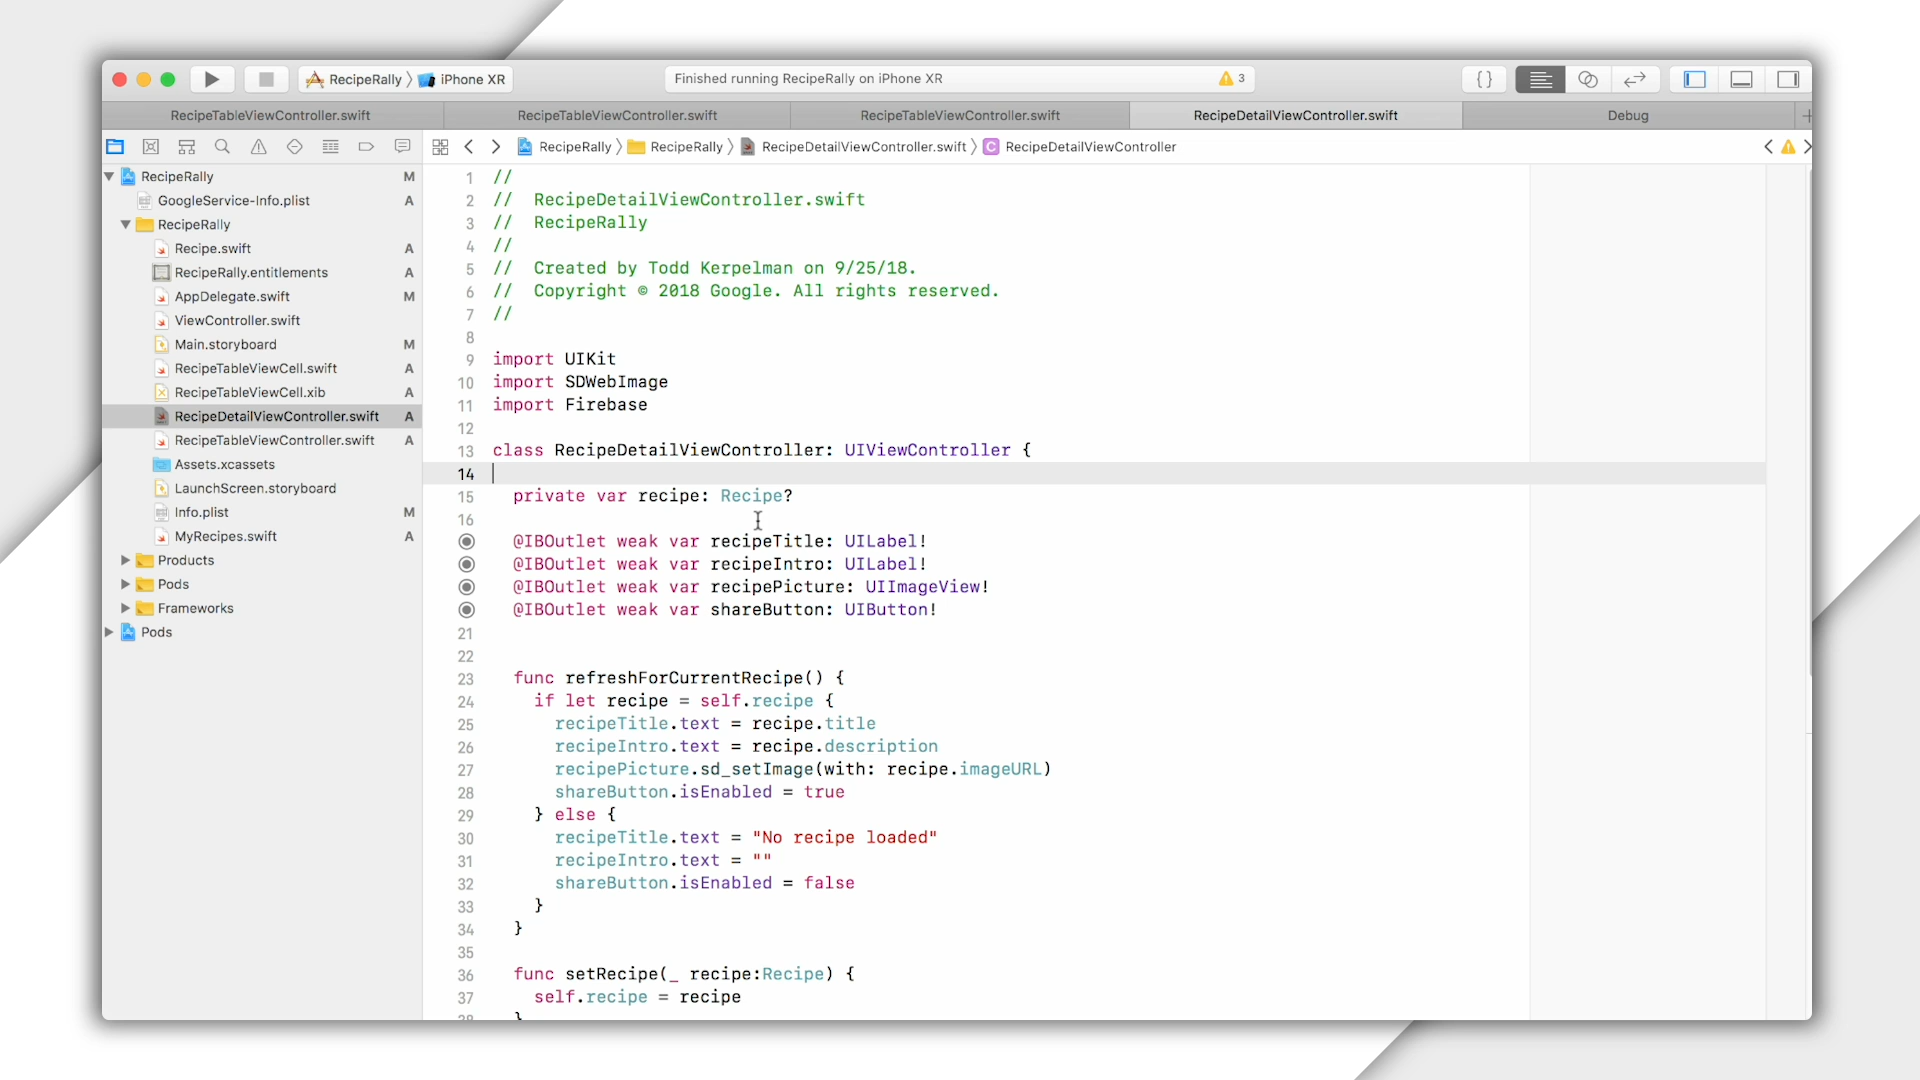 RecipeRally iPhone XR
Finished running RecipeRally on iPhone XR 3
{ }
RecipeTableViewController.swift
RecipeTableViewController.swift
RecipeTableViewController.swift
RecipeDetailViewController.swift
Debug
RecipeRally RecipeRally RecipeDetailViewController.swift C RecipeDetailViewController
RecipeRally M
GoogleService-Info.plist A
RecipeRally
Recipe.swift A
RecipeRally.entitlements A
AppDelegate.swift M
ViewController.swift
Main.storyboard M
RecipeTableViewCell.swift A
RecipeTableViewCell.xib A
RecipeDetailViewController.swift A
RecipeTableViewController.swift A
Assets.xcassets
LaunchScreen.storyboard
Info.plist M
MyRecipes.swift A
Products
Pods
Frameworks
Pods
1 //
2 // RecipeDetailViewController.swift
3 // RecipeRally
4 //
5 // Created by Todd Kerpelman on 9/25/18.
6 // Copyright © 2018 Google. All rights reserved.
7 //
8
9 import UIKit
10 import SDWebImage
11 import Firebase
12
13 class RecipeDetailViewController: UIViewController {
14
15 private var recipe: Recipe?
16
@IBOutlet weak var recipeTitle: UILabel!
@IBOutlet weak var recipeIntro: UILabel!
@IBOutlet weak var recipePicture: UIImageView!
@IBOutlet weak var shareButton: UIButton!
21
22
23 func refreshForCurrentRecipe() {
24 if let recipe = self.recipe {
25 recipeTitle.text = recipe.title
26 recipeIntro.text = recipe.description
27 recipePicture.sd_setImage(with: recipe.imageURL)
28 shareButton.isEnabled = true
29 } else {
30 recipeTitle.text = "No recipe loaded"
31 recipeIntro.text = ""
32 shareButton.isEnabled = false
33 }
34 }
35
36 func setRecipe(_ recipe:Recipe) {
37 self.recipe = recipe
38 }